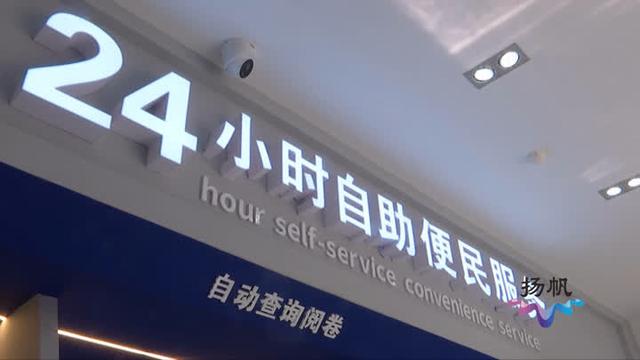 24小时自助便民服务
hour self-service convenience service
自动查询阅卷
扬帆